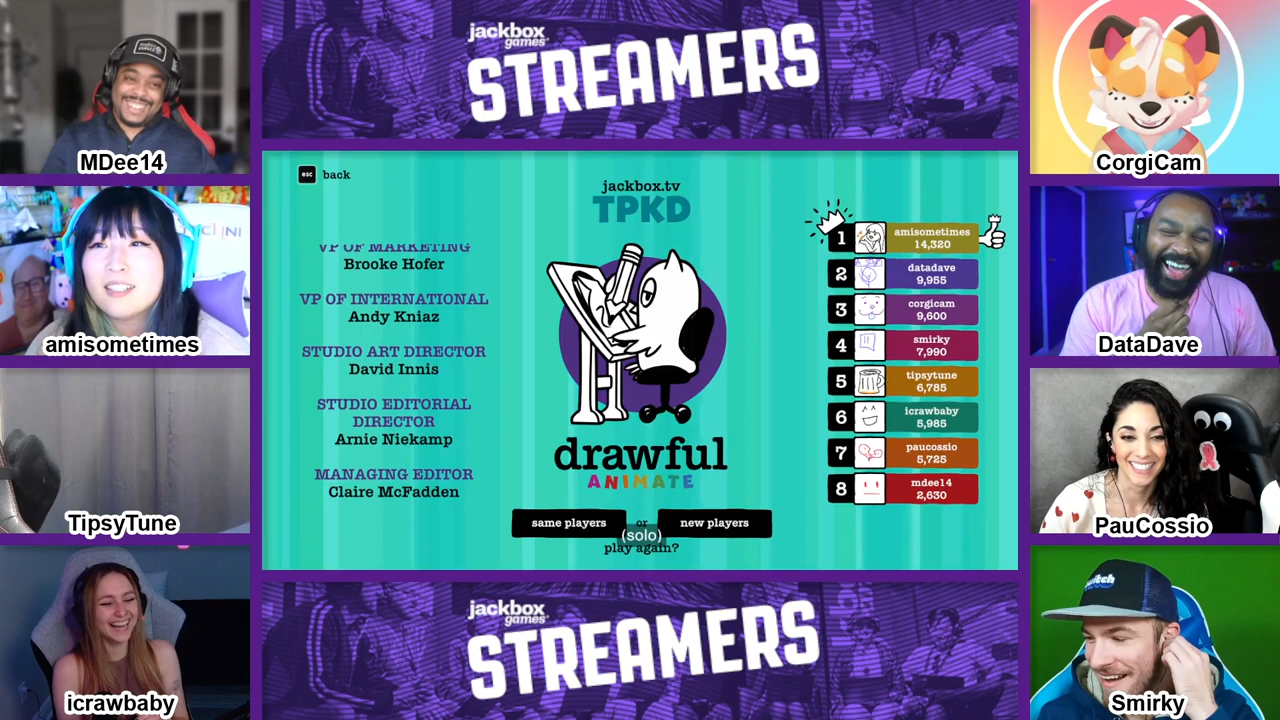 jackbox
games
STREAMERS
MDee14
CorgiCam
esc back
jackbox.tv
TPKD
VP OF MARKETING
Brooke Hofer
VP OF INTERNATIONAL
Andy Kniaz
STUDIO ART DIRECTOR
David Innis
STUDIO EDITORIAL
DIRECTOR
Arnie Niekamp
MANAGING EDITOR
Claire McFadden
drawful
ANIMATE
same players or new players
(solo)
play again?
1 amisometimes
14,320
2 datadave
9,955
3 corgicam
9,600
4 smirky
7,990
5 tipsytune
6,785
6 icrawbaby
5,985
7 paucossio
5,725
8 mdee14
2,630
amisometimes
DataDave
TipsyTune
PauCossio
icrawbaby
twitch
Smirky
jackbox
games
STREAMERS